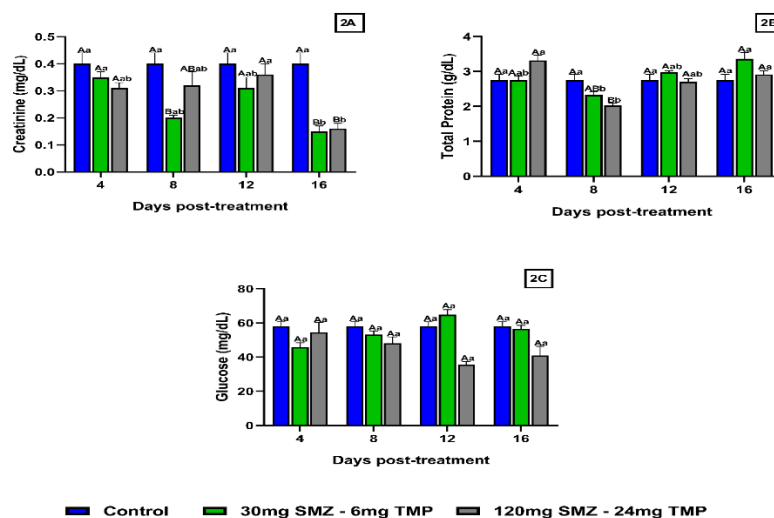 2A
Creatinine (mg/dL)
0.5
0.4
0.3
0.2
0.1
0.0
Aa Aa Aab
Aa Bab ABab
Aa Aab Aa
Aa Bb Bb
4 8 12 16
Days post-treatment
2B
Total Protein (g/dL)
4
3
2
1
0
Aa Aab Aa
Aa ABb Bb
Aa Aab Aab
Aa Aa Aa
4 8 12 16
Days post-treatment
2C
Glucose (mg/dL)
80
60
40
20
0
Aa Aa Aa
Aa Aa Aa
Aa Aa Aa
Aa Aa Aa
4 8 12 16
Days post-treatment
Control 30mg SMZ - 6mg TMP 120mg SMZ - 24mg TMP